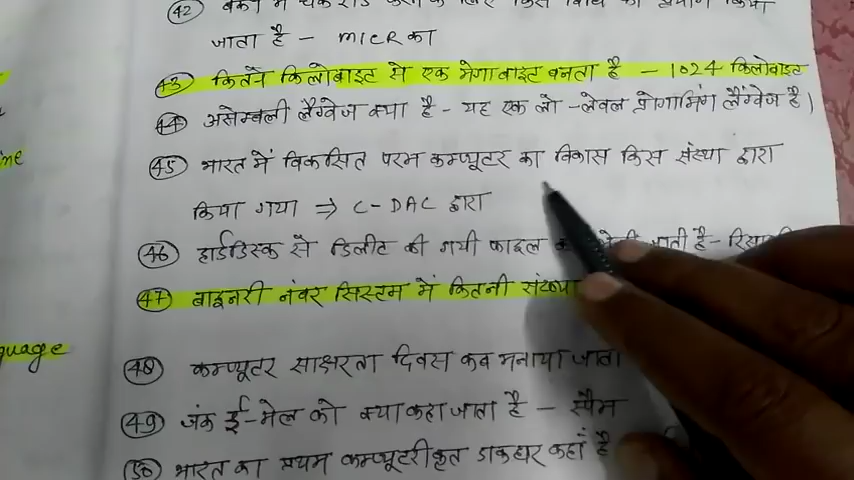 जाता है - MICR का
43 कितने किलोबाइट से एक मेगाबाइट बनता है - 1024 किलोबाइट
44 असेम्बली लैंग्वेज क्या है - यह एक लो -लेवल प्रोग्रामिंग लैंग्वेज है)
45 भारत में विकसित परम कम्प्यूटर का विकास किस संस्था द्वारा
किया गया ⇒ C-DAC द्वारा
46 हार्डडिस्क से डिलीट की गयी फाइल जाती है -
47 बाइनरी नंबर सिस्टम में कितनी संख्या
48 कम्प्यूटर साक्षरता दिवस कब मनाया जाता
49 जंक ई-मेल को क्या कहा जाता है - स्पैम
50 भारत का प्रथम कम्प्यूटरीकृत डाकघर कहाँ है